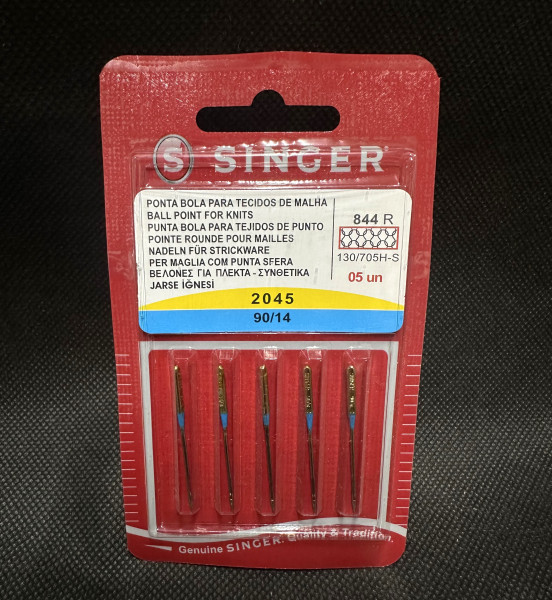 S SINGER
PONTA BOLA PARA TECIDOS DE MALHA
BALL POINT FOR KNITS
PUNTA BOLA PARA TEJIDOS DE PUNTO
POINTE RONDE POUR MAILLES
NADELN FÜR STRICKWARE
PER MAGLIA COM PUNTA SFERA
ΒΕΛΟΝΕΣ ΓΙΑ ΠΛΕΚΤΑ - ΣΥΝΘΕΤΙΚΑ
JARSE İĞNESİ
844 R
130/705H-S
05 un
2045
90/14
Genuine SINGER. Quality & Tradition.